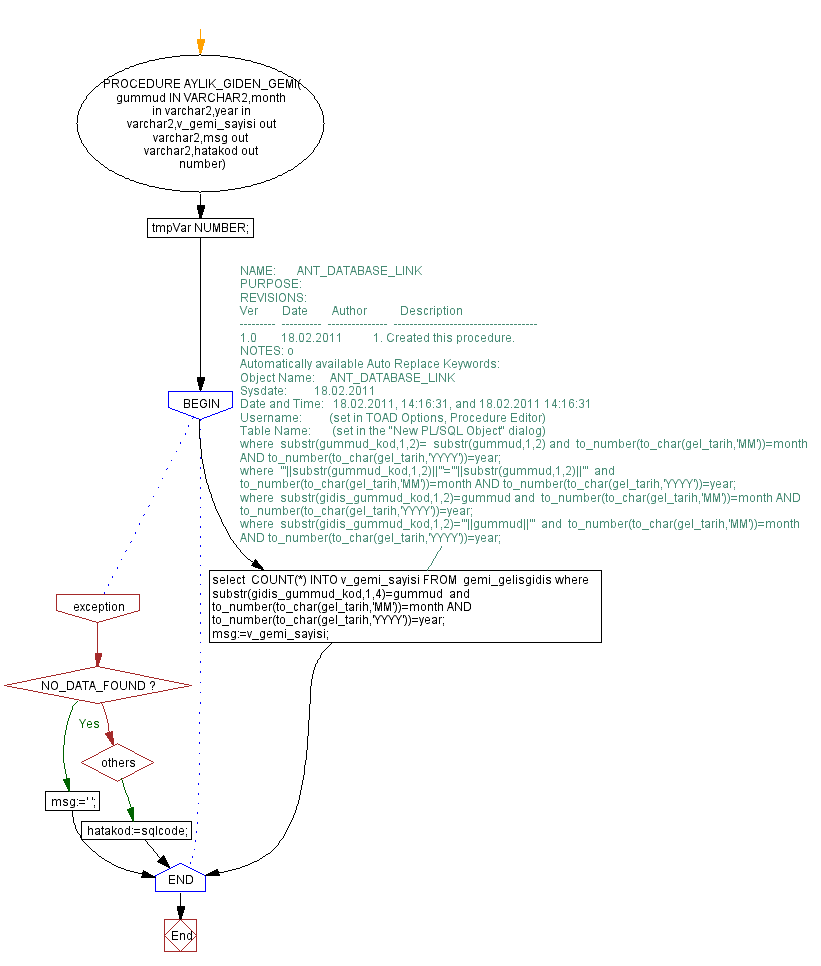 PROCEDURE AYLIK_GIDEN_GEMI(
gummud IN VARCHAR2,month
in varchar2,year in
varchar2,v_gemi_sayisi out
varchar2,msg out
varchar2,hatakod out
number)
tmpVar NUMBER;
NAME: ANT_DATABASE_LINK
PURPOSE:
REVISIONS:
Ver Date Author Description
--------- ---------- --------------- ------------------------------------
1.0 18.02.2011 1. Created this procedure.
NOTES: o
Automatically available Auto Replace Keywords:
Object Name: ANT_DATABASE_LINK
Sysdate: 18.02.2011
Date and Time: 18.02.2011, 14:16:31, and 18.02.2011 14:16:31
Username: (set in TOAD Options, Procedure Editor)
Table Name: (set in the "New PL/SQL Object" dialog)
where substr(gummud_kod,1,2)= substr(gummud,1,2) and to_number(to_char(gel_tarih,'MM'))=month
AND to_number(to_char(gel_tarih,'YYYY'))=year;
where '"||substr(gummud_kod,1,2)||"'='"||substr(gummud,1,2)||"' and
to_number(to_char(gel_tarih,'MM'))=month AND to_number(to_char(gel_tarih,'YYYY'))=year;
where substr(gidis_gummud_kod,1,2)=gummud and to_number(to_char(gel_tarih,'MM'))=month AND
to_number(to_char(gel_tarih,'YYYY'))=year;
where substr(gidis_gummud_kod,1,2)='"||gummud||"' and to_number(to_char(gel_tarih,'MM'))=month
AND to_number(to_char(gel_tarih,'YYYY'))=year;
BEGIN
select COUNT(*) INTO v_gemi_sayisi FROM gemi_gelisgidis where
substr(gidis_gummud_kod,1,4)=gummud and
to_number(to_char(gel_tarih,'MM'))=month AND
to_number(to_char(gel_tarih,'YYYY'))=year;
msg:=v_gemi_sayisi;
exception
NO_DATA_FOUND ?
Yes
others
msg:=' ';
hatakod:=sqlcode;
END
End